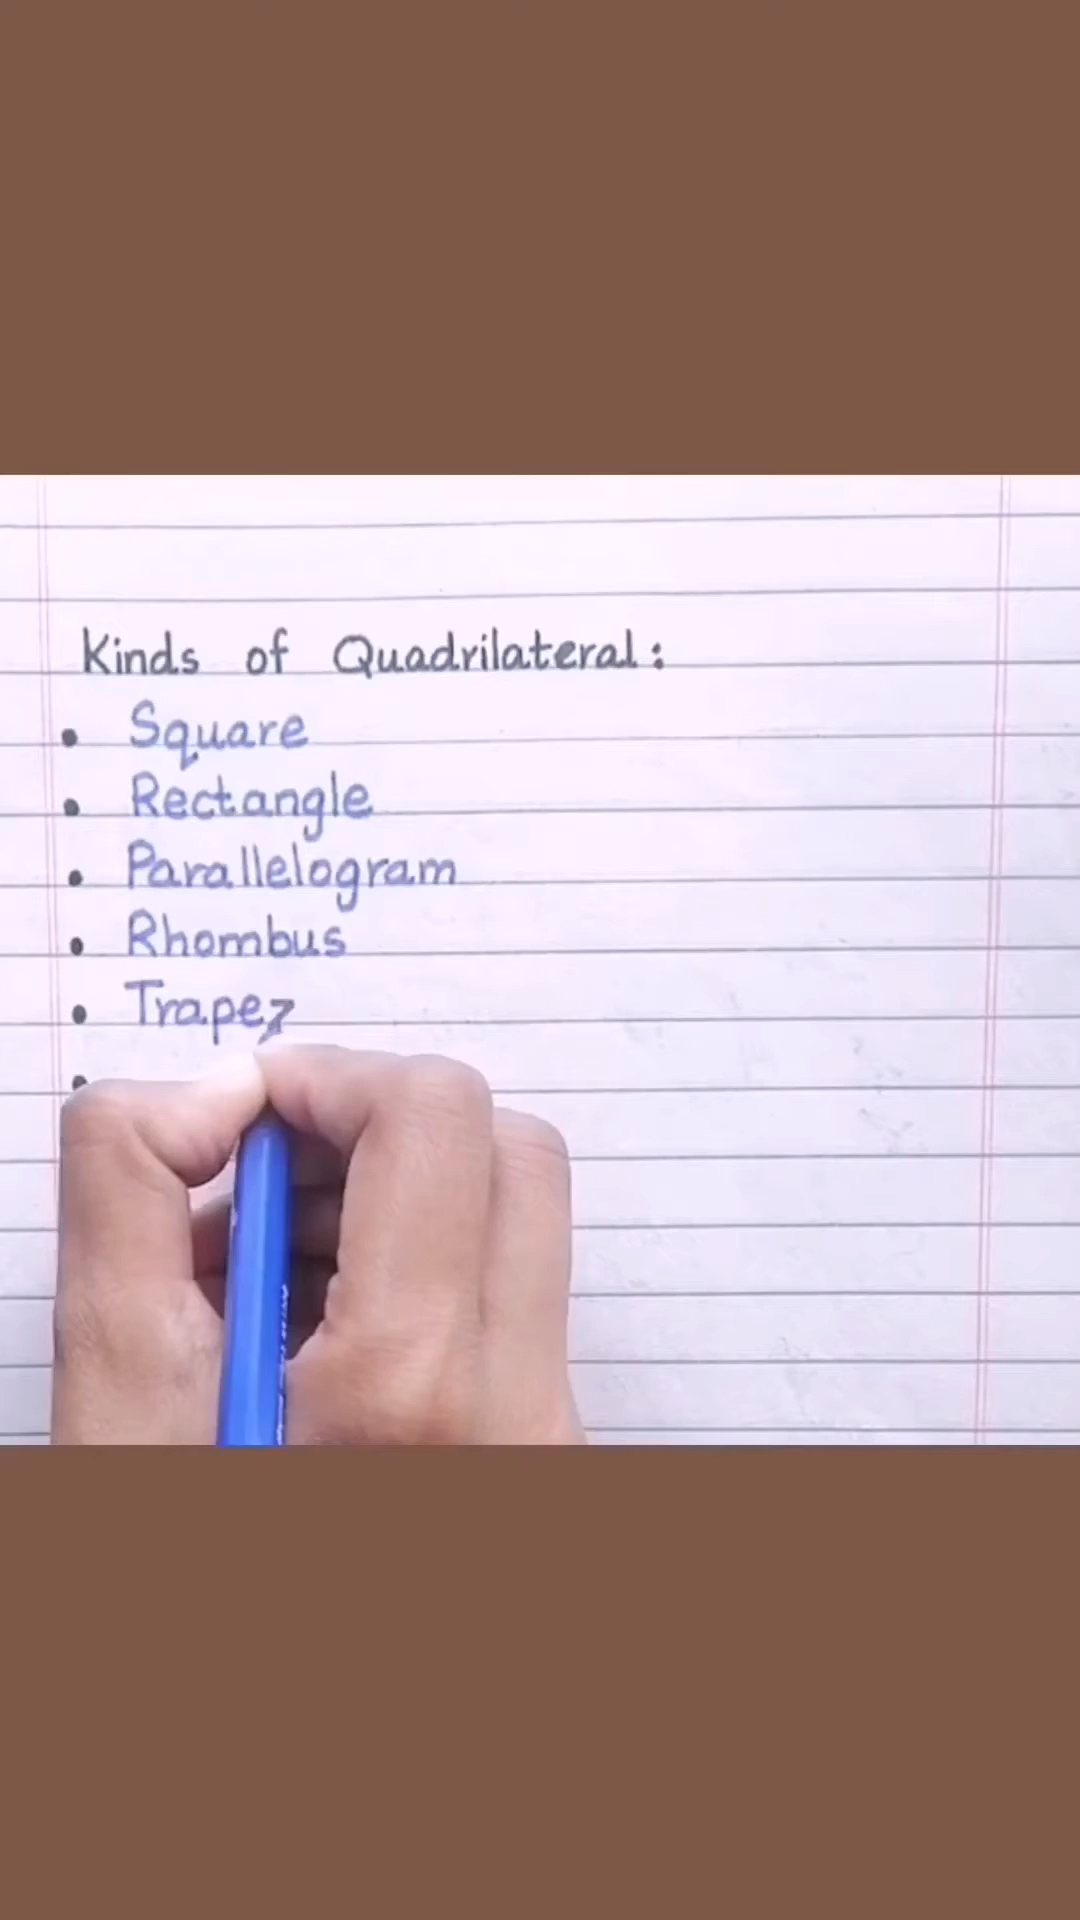 Kinds of Quadrilateral:
• Square
• Rectangle
• Parallelogram
• Rhombus
• Trapez
•